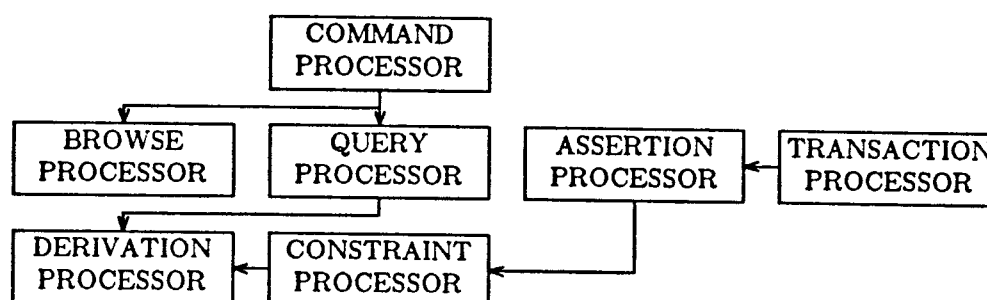 COMMAND
PROCESSOR
BROWSE
PROCESSOR
QUERY
PROCESSOR
ASSERTION
PROCESSOR
TRANSACTION
PROCESSOR
DERIVATION
PROCESSOR
CONSTRAINT
PROCESSOR